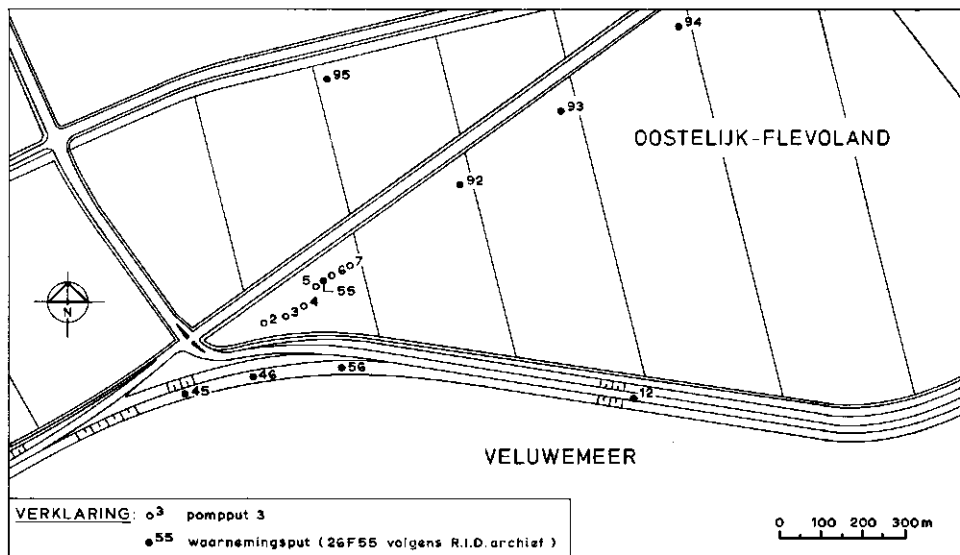 94
95
93
OOSTELIJK-FLEVOLAND
92
7
6
5
55
4
3
2
N
56
46
45
12
VELUWEMEER
VERKLARING: 3 pompput 3
55 waarnemingsput (26F55 volgens R.I.D. archief)
0 100 200 300m